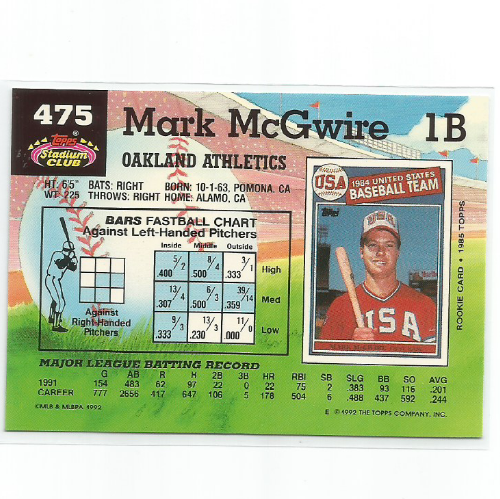 475
Topps
Stadium
CLUB
Mark McGwire 1B
OAKLAND ATHLETICS
HT: 6'5" BATS: RIGHT BORN: 10-1-63, POMONA, CA
WT: 225 THROWS: RIGHT HOME: ALAMO, CA
BARS FASTBALL CHART
Against Left-Handed Pitchers
Inside Middle Outside
5/2 .400 8/4 .500 3/1 .333 High
13/4 .307 6/3 .500 39/14 .359 Med
9/3 .333 13/3 .230 11/0 .000 Low
Against
Right-Handed
Pitchers
USA
1984 UNITED STATES
BASEBALL TEAM
Topps
USA
ROOKIE CARD • 1985 TOPPS
MAJOR LEAGUE BATTING RECORD
G AB R H 2B 3B HR RBI SB SLG BB SO AVG
1991 154 483 62 97 22 0 22 75 2 .383 93 116 .201
CAREER 777 2656 417 647 106 5 178 504 6 .488 437 592 .244
©MLB & MLBPA 1992
E ©1992 THE TOPPS COMPANY, INC.